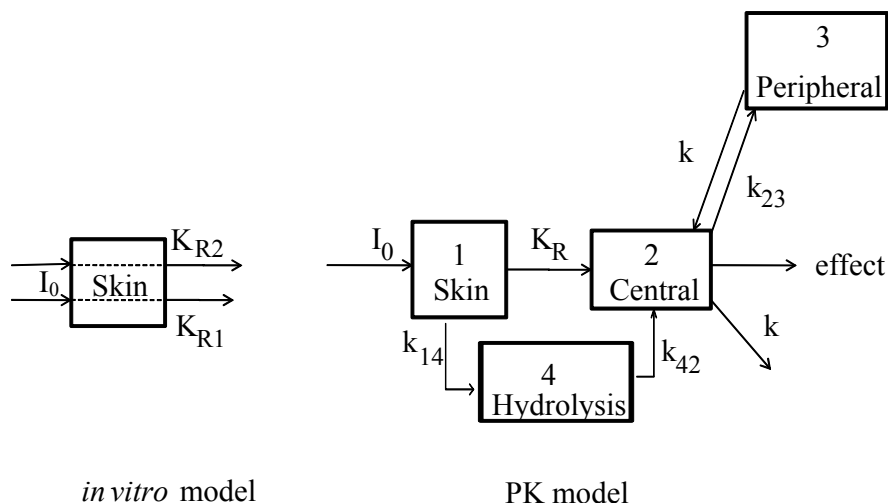 3
Peripheral
k
k23
I0
1
Skin
KR
2
Central
effect
k
k14
4
Hydrolysis
k42
KR2
I0
Skin
KR1
in vitro model
PK model